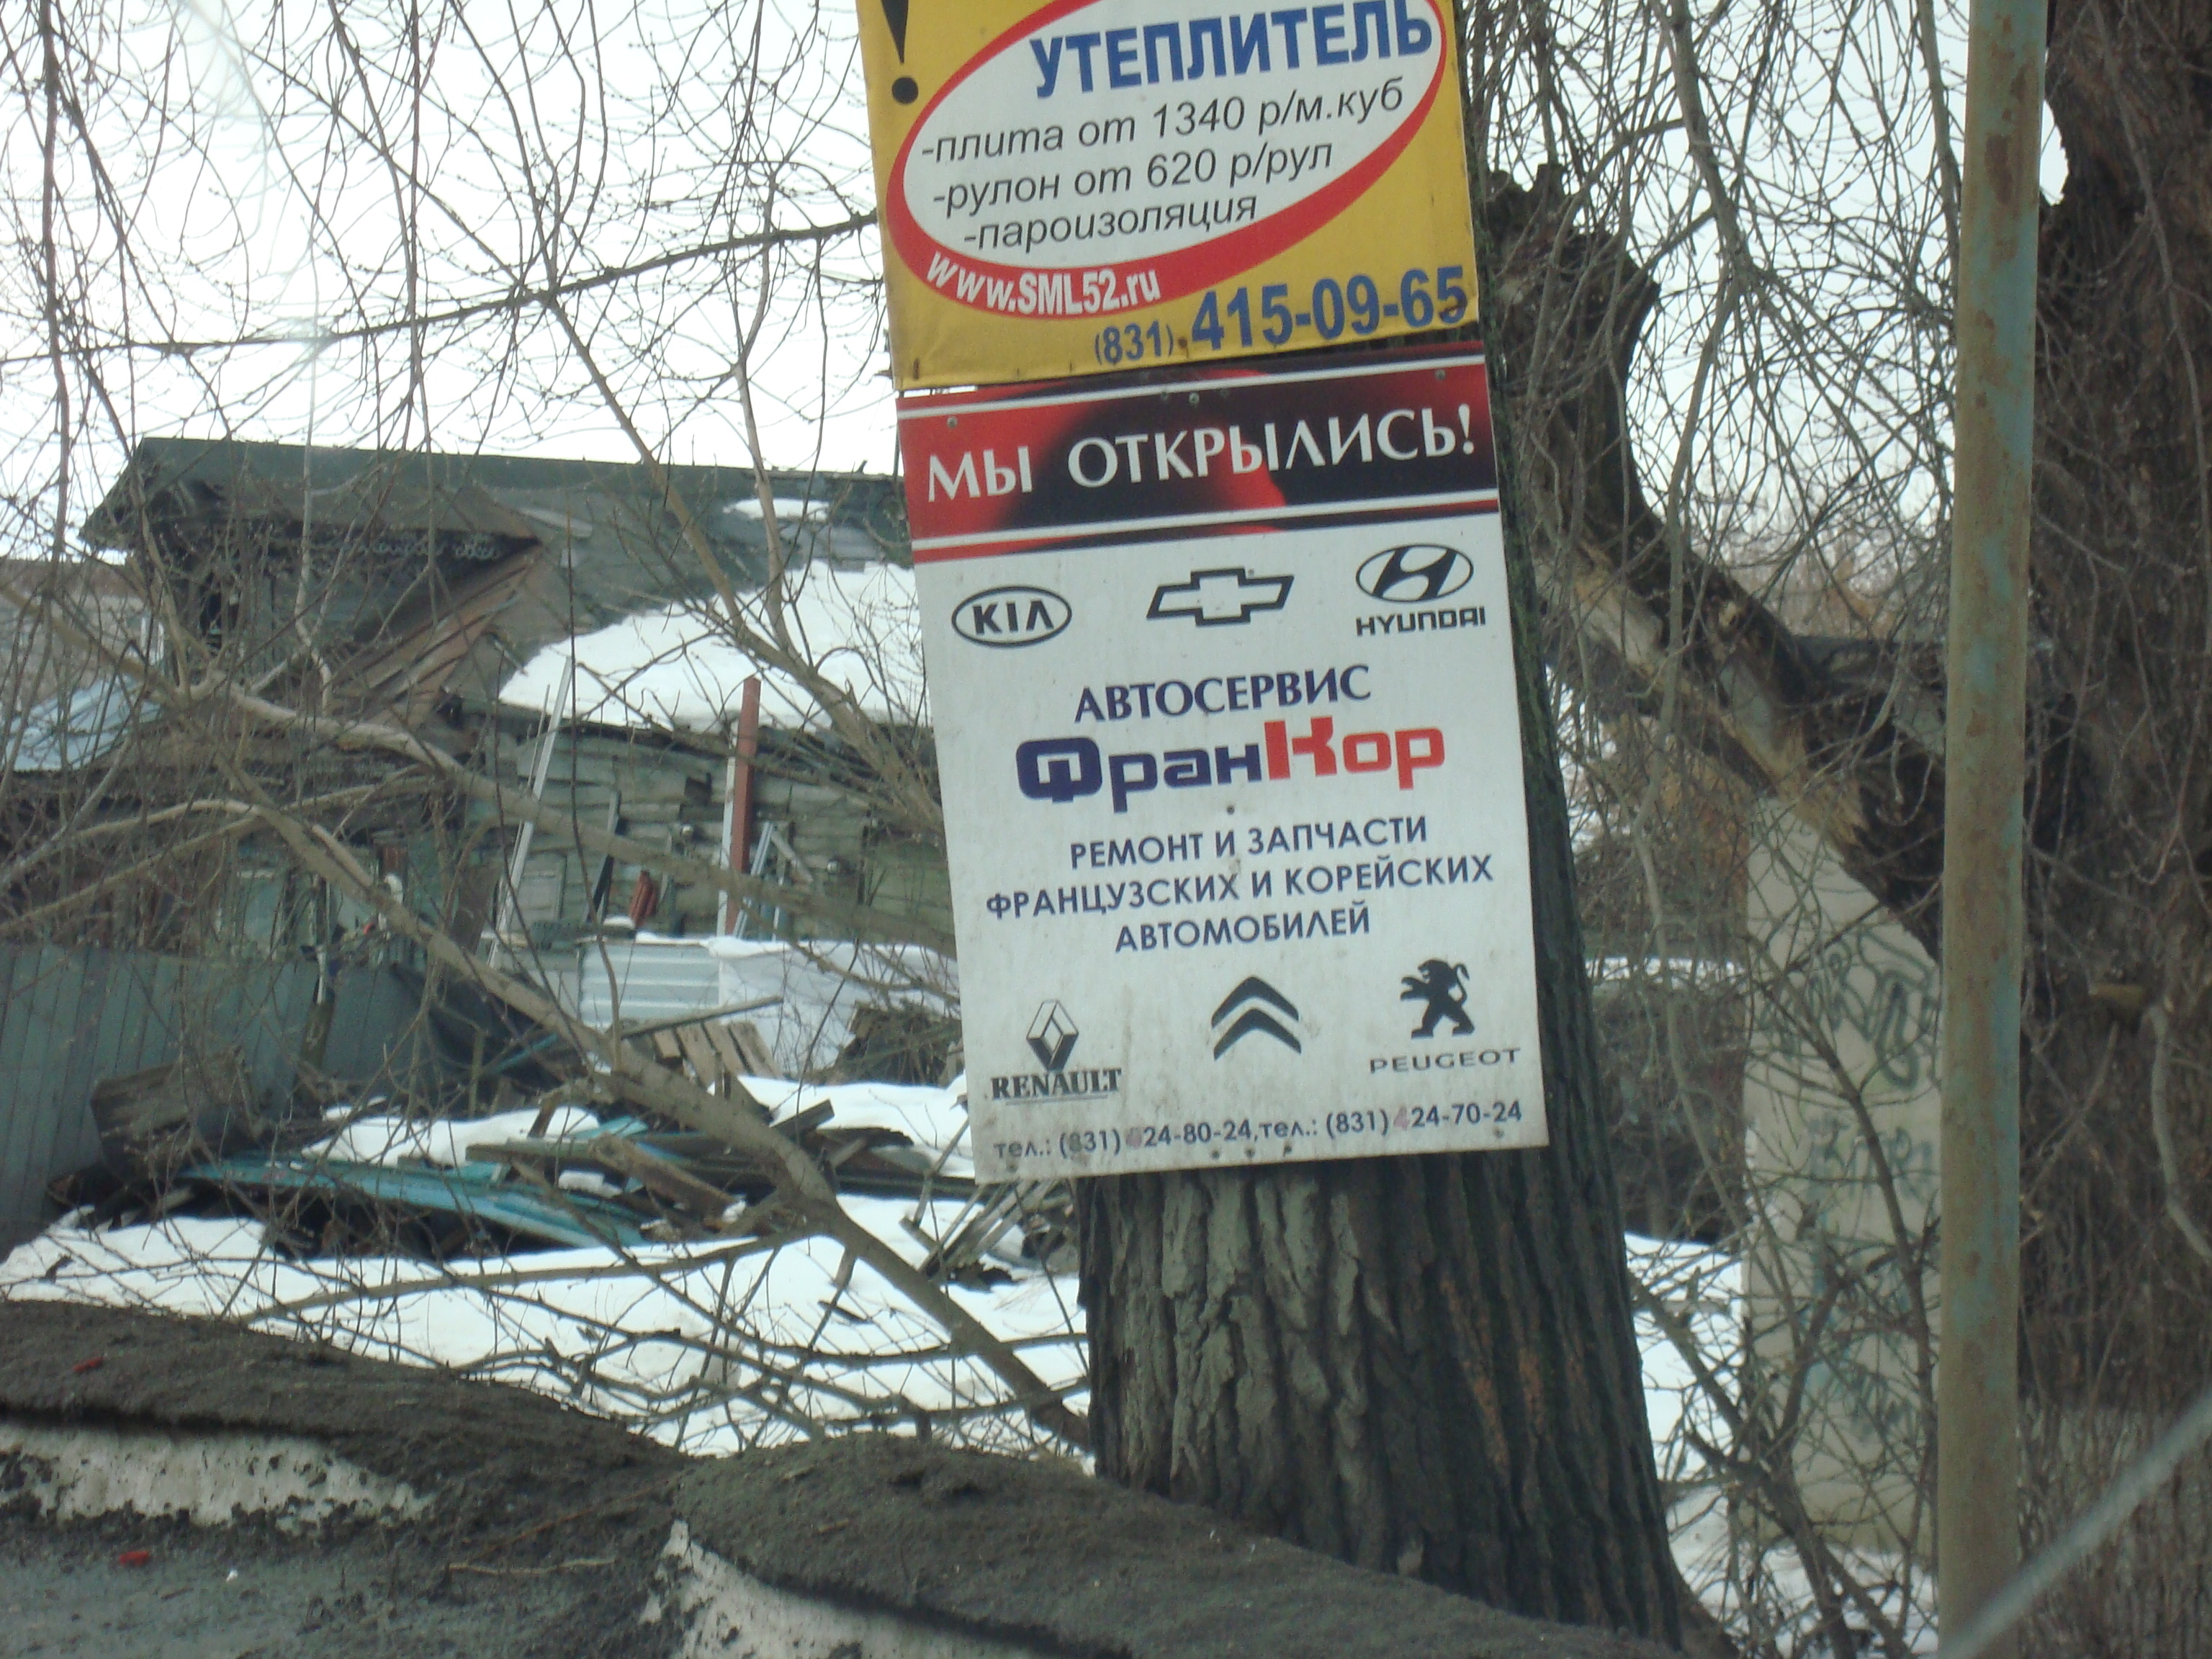 !
УТЕПЛИТЕЛЬ
-плита от 1340 р/м.куб
-рулон от 620 р/рул
-пароизоляция
www.SML52.ru
(831) 415-09-65
МЫ ОТКРЫЛИСЬ!
KIA
HYUNDAI
АВТОСЕРВИС
ФранКор
РЕМОНТ И ЗАПЧАСТИ
ФРАНЦУЗСКИХ И КОРЕЙСКИХ
АВТОМОБИЛЕЙ
RENAULT
PEUGEOT
тел.: (831) 424-80-24,тел.: (831) 424-70-24